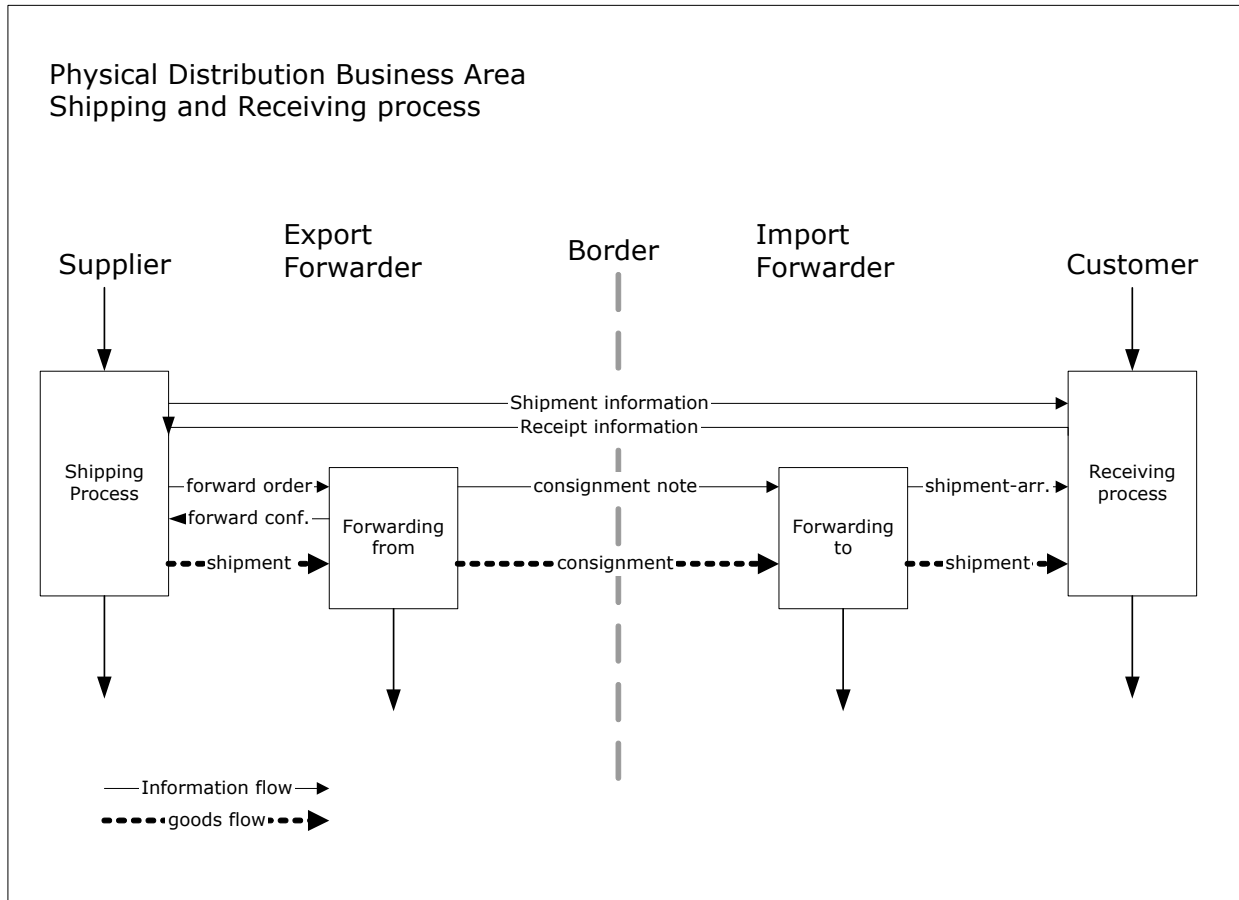 Physical Distribution Business Area
Shipping and Receiving process
Supplier
Export
Forwarder
Border
Import
Forwarder
Customer
Shipment information
Receipt information
Shipping
Process
forward order
forward conf.
shipment
Forwarding
from
consignment note
consignment
Forwarding
to
shipment-arr.
shipment
Receiving
process
Information flow
goods flow